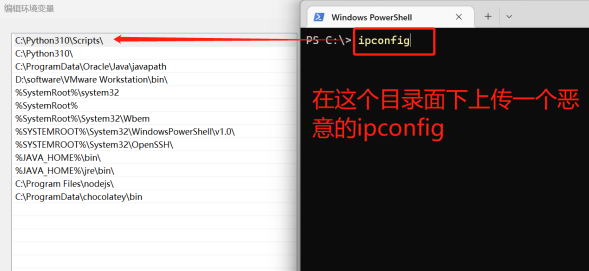 编辑环境变量
C:\Python310\Scripts\
C:\Python310\
C:\ProgramData\Oracle\Java\javapath
D:\software\VMware Workstation\bin\
%SystemRoot%\system32
%SystemRoot%
%SystemRoot%\System32\Wbem
%SYSTEMROOT%\System32\WindowsPowerShell\v1.0\
%SYSTEMROOT%\System32\OpenSSH\
%JAVA_HOME%\bin\
%JAVA_HOME%\jre\bin\
C:\Program Files\nodejs\
C:\ProgramData\chocolatey\bin
Windows PowerShell
PS C:\> ipconfig
在这个目录面下上传一个恶
意的ipconfig